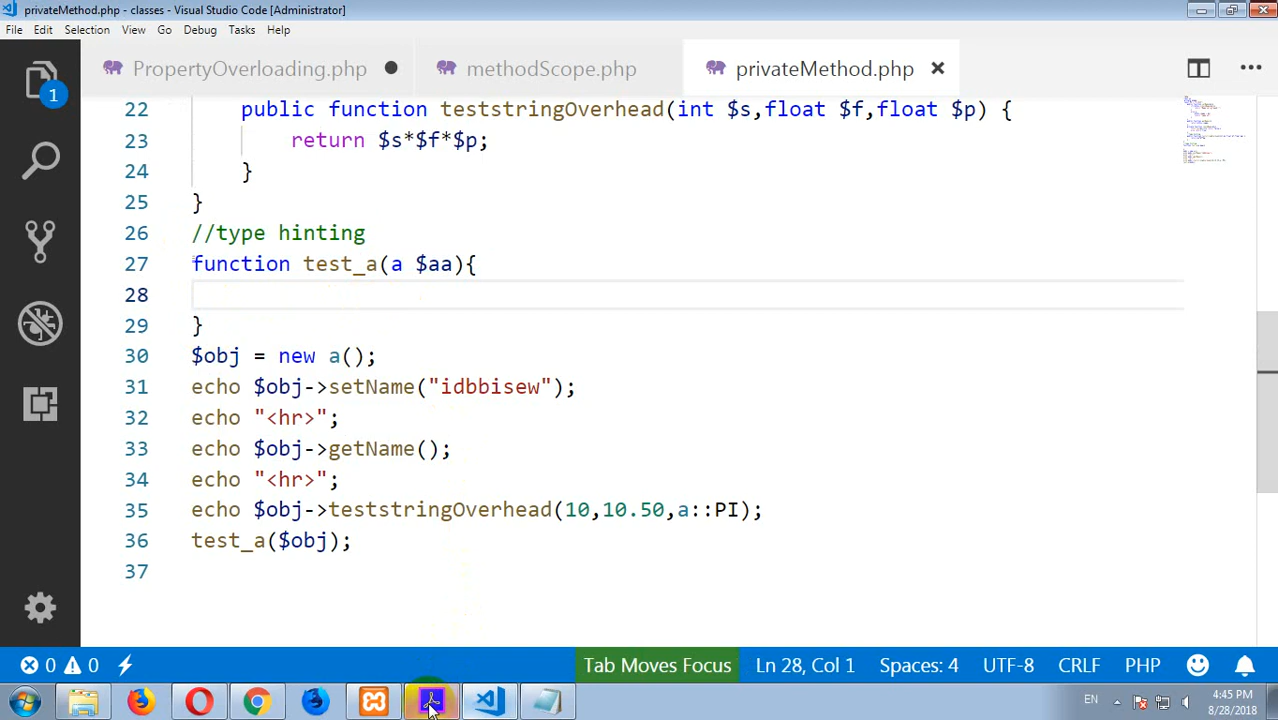 privateMethod.php - classes - Visual Studio Code [Administrator]
File Edit Selection View Go Debug Tasks Help
1
PropertyOverloading.php
methodScope.php
privateMethod.php
22 public function teststringOverhead(int $s,float $f,float $p) {
23 return $s*$f*$p;
24 }
25 }
26 //type hinting
27 function test_a(a $aa){
28
29 }
30 $obj = new a();
31 echo $obj->setName("idbbisew");
32 echo "<hr>";
33 echo $obj->getName();
34 echo "<hr>";
35 echo $obj->teststringOverhead(10,10.50,a::PI);
36 test_a($obj);
37
0 0 Tab Moves Focus Ln 28, Col 1 Spaces: 4 UTF-8 CRLF PHP
EN
4:45 PM
8/28/2018